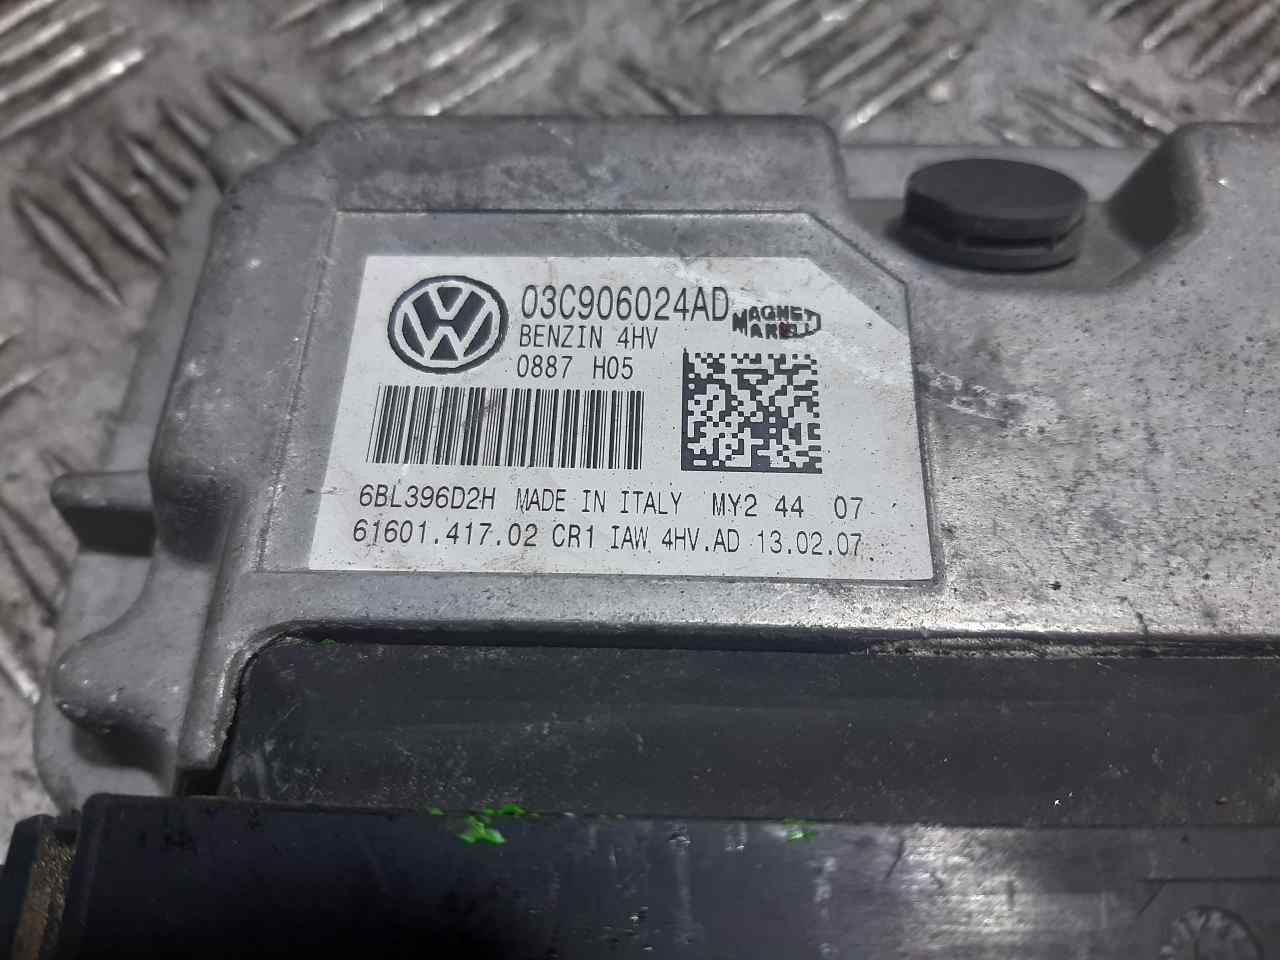 03C906024AD
MAGNETI
MARELLI
BENZIN 4HV
0887 H05
6BL396D2H MADE IN ITALY MY2 44 07
61601.417.02 CR1 IAW 4HV.AD 13.02.07